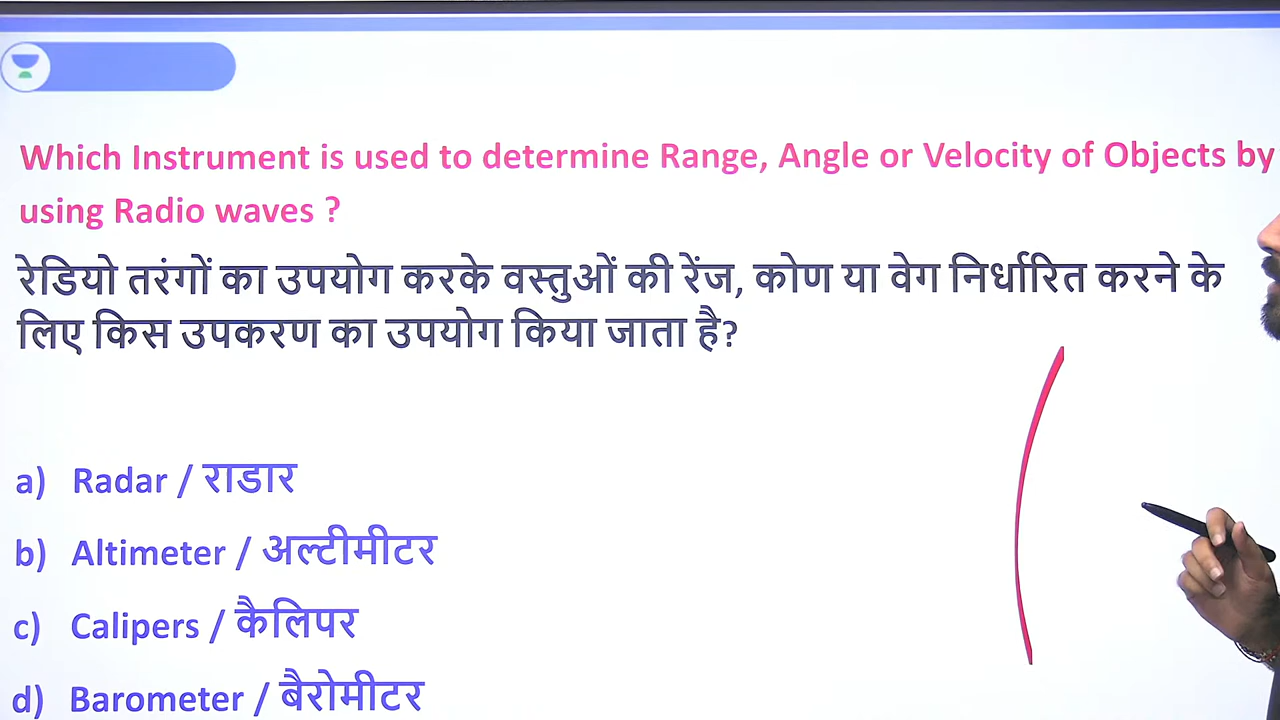 Which Instrument is used to determine Range, Angle or Velocity of Objects by
using Radio waves ?
रेडियो तरंगों का उपयोग करके वस्तुओं की रेंज, कोण या वेग निर्धारित करने के
लिए किस उपकरण का उपयोग किया जाता है?
a) Radar / राडार
b) Altimeter / अल्टीमीटर
c) Calipers / कैलिपर
d) Barometer / बैरोमीटर